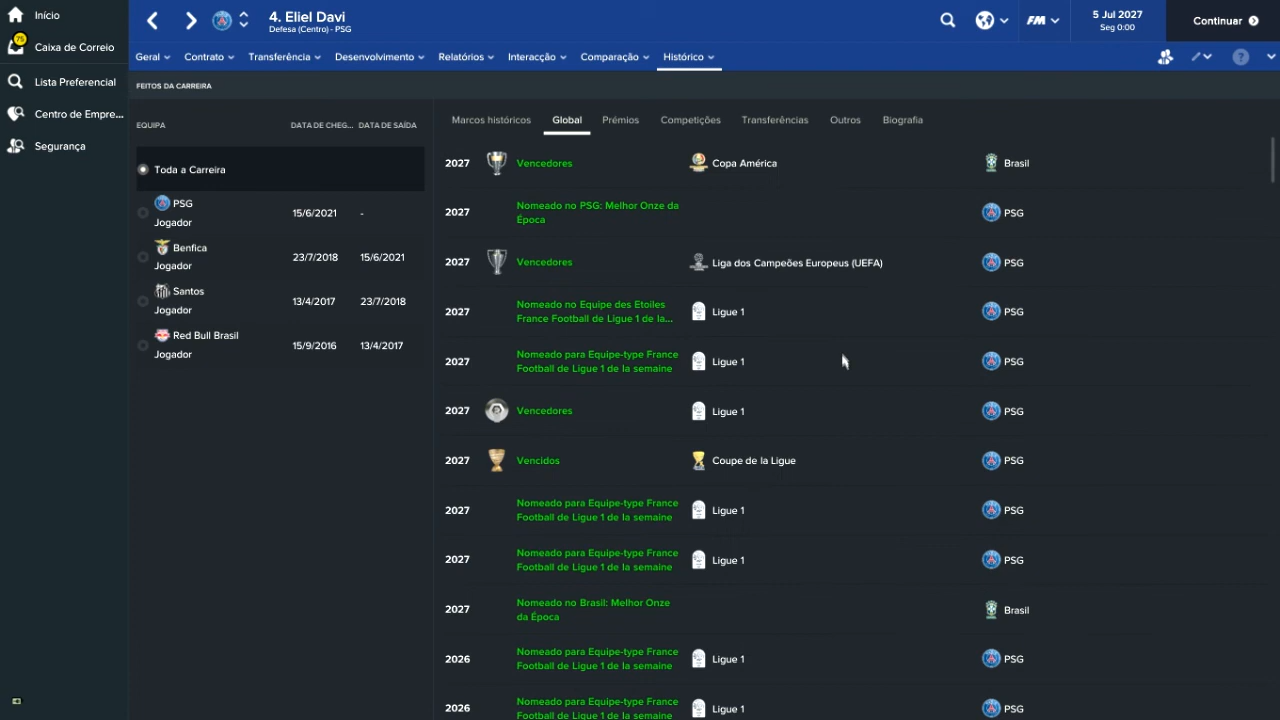 Início
75
Caixa de Correio
Lista Preferencial
Centro de Empre...
Segurança
4. Eliel Davi
Defesa (Centro) - PSG
FM
5 Jul 2027
Seg 0:00
Continuar
Geral
Contrato
Transferência
Desenvolvimento
Relatórios
Interacção
Comparação
Histórico
?
FEITOS DA CARREIRA
EQUIPA
DATA DE CHEG...
DATA DE SAÍDA
Toda a Carreira
PSG
Jogador
15/6/2021
-
Benfica
Jogador
23/7/2018
15/6/2021
Santos
Jogador
13/4/2017
23/7/2018
Red Bull Brasil
Jogador
15/9/2016
13/4/2017
Marcos históricos
Global
Prémios
Competições
Transferências
Outros
Biografia
2027
Vencedores
Copa América
Brasil
2027
Nomeado no PSG: Melhor Onze da
Época
PSG
2027
Vencedores
Liga dos Campeões Europeus (UEFA)
PSG
2027
Nomeado no Equipe des Etoiles
France Football de Ligue 1 de la...
Ligue 1
PSG
2027
Nomeado para Equipe-type France
Football de Ligue 1 de la semaine
Ligue 1
PSG
2027
Vencedores
Ligue 1
PSG
2027
Vencidos
Coupe de la Ligue
PSG
2027
Nomeado para Equipe-type France
Football de Ligue 1 de la semaine
Ligue 1
PSG
2027
Nomeado para Equipe-type France
Football de Ligue 1 de la semaine
Ligue 1
PSG
2027
Nomeado no Brasil: Melhor Onze
da Época
Brasil
2026
Nomeado para Equipe-type France
Football de Ligue 1 de la semaine
Ligue 1
PSG
2026
Nomeado para Equipe-type France
Football de Ligue 1 de la semaine
Ligue 1
PSG